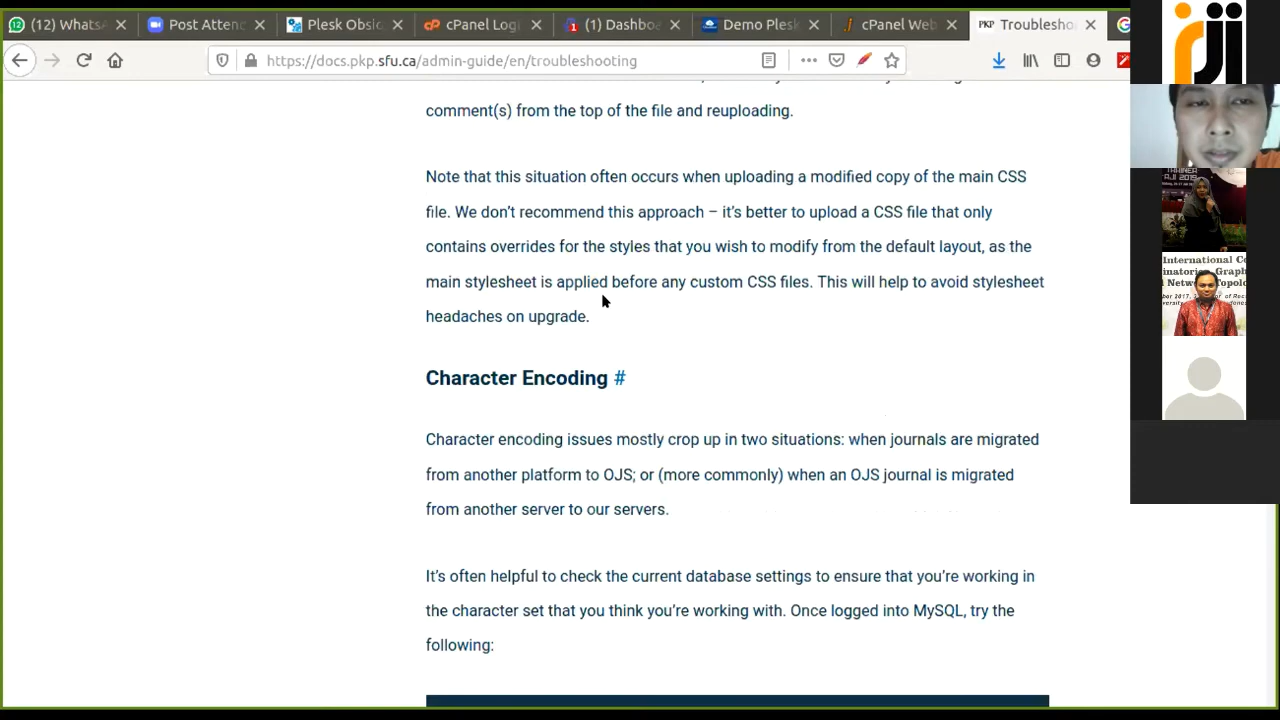 (12) WhatsA
Post Attenc
Plesk Obsid
cPanel Logi
(1) Dashbo
Demo Plesk
cPanel Web
PKP Troublesho
https://docs.pkp.sfu.ca/admin-guide/en/troubleshooting
rji
comment(s) from the top of the file and reuploading.
Note that this situation often occurs when uploading a modified copy of the main CSS
file. We don't recommend this approach – it's better to upload a CSS file that only
contains overrides for the styles that you wish to modify from the default layout, as the
main stylesheet is applied before any custom CSS files. This will help to avoid stylesheet
headaches on upgrade.
Character Encoding #
Character encoding issues mostly crop up in two situations: when journals are migrated
from another platform to OJS; or (more commonly) when an OJS journal is migrated
from another server to our servers.
It's often helpful to check the current database settings to ensure that you're working in
the character set that you think you're working with. Once logged into MySQL, try the
following:
International Co